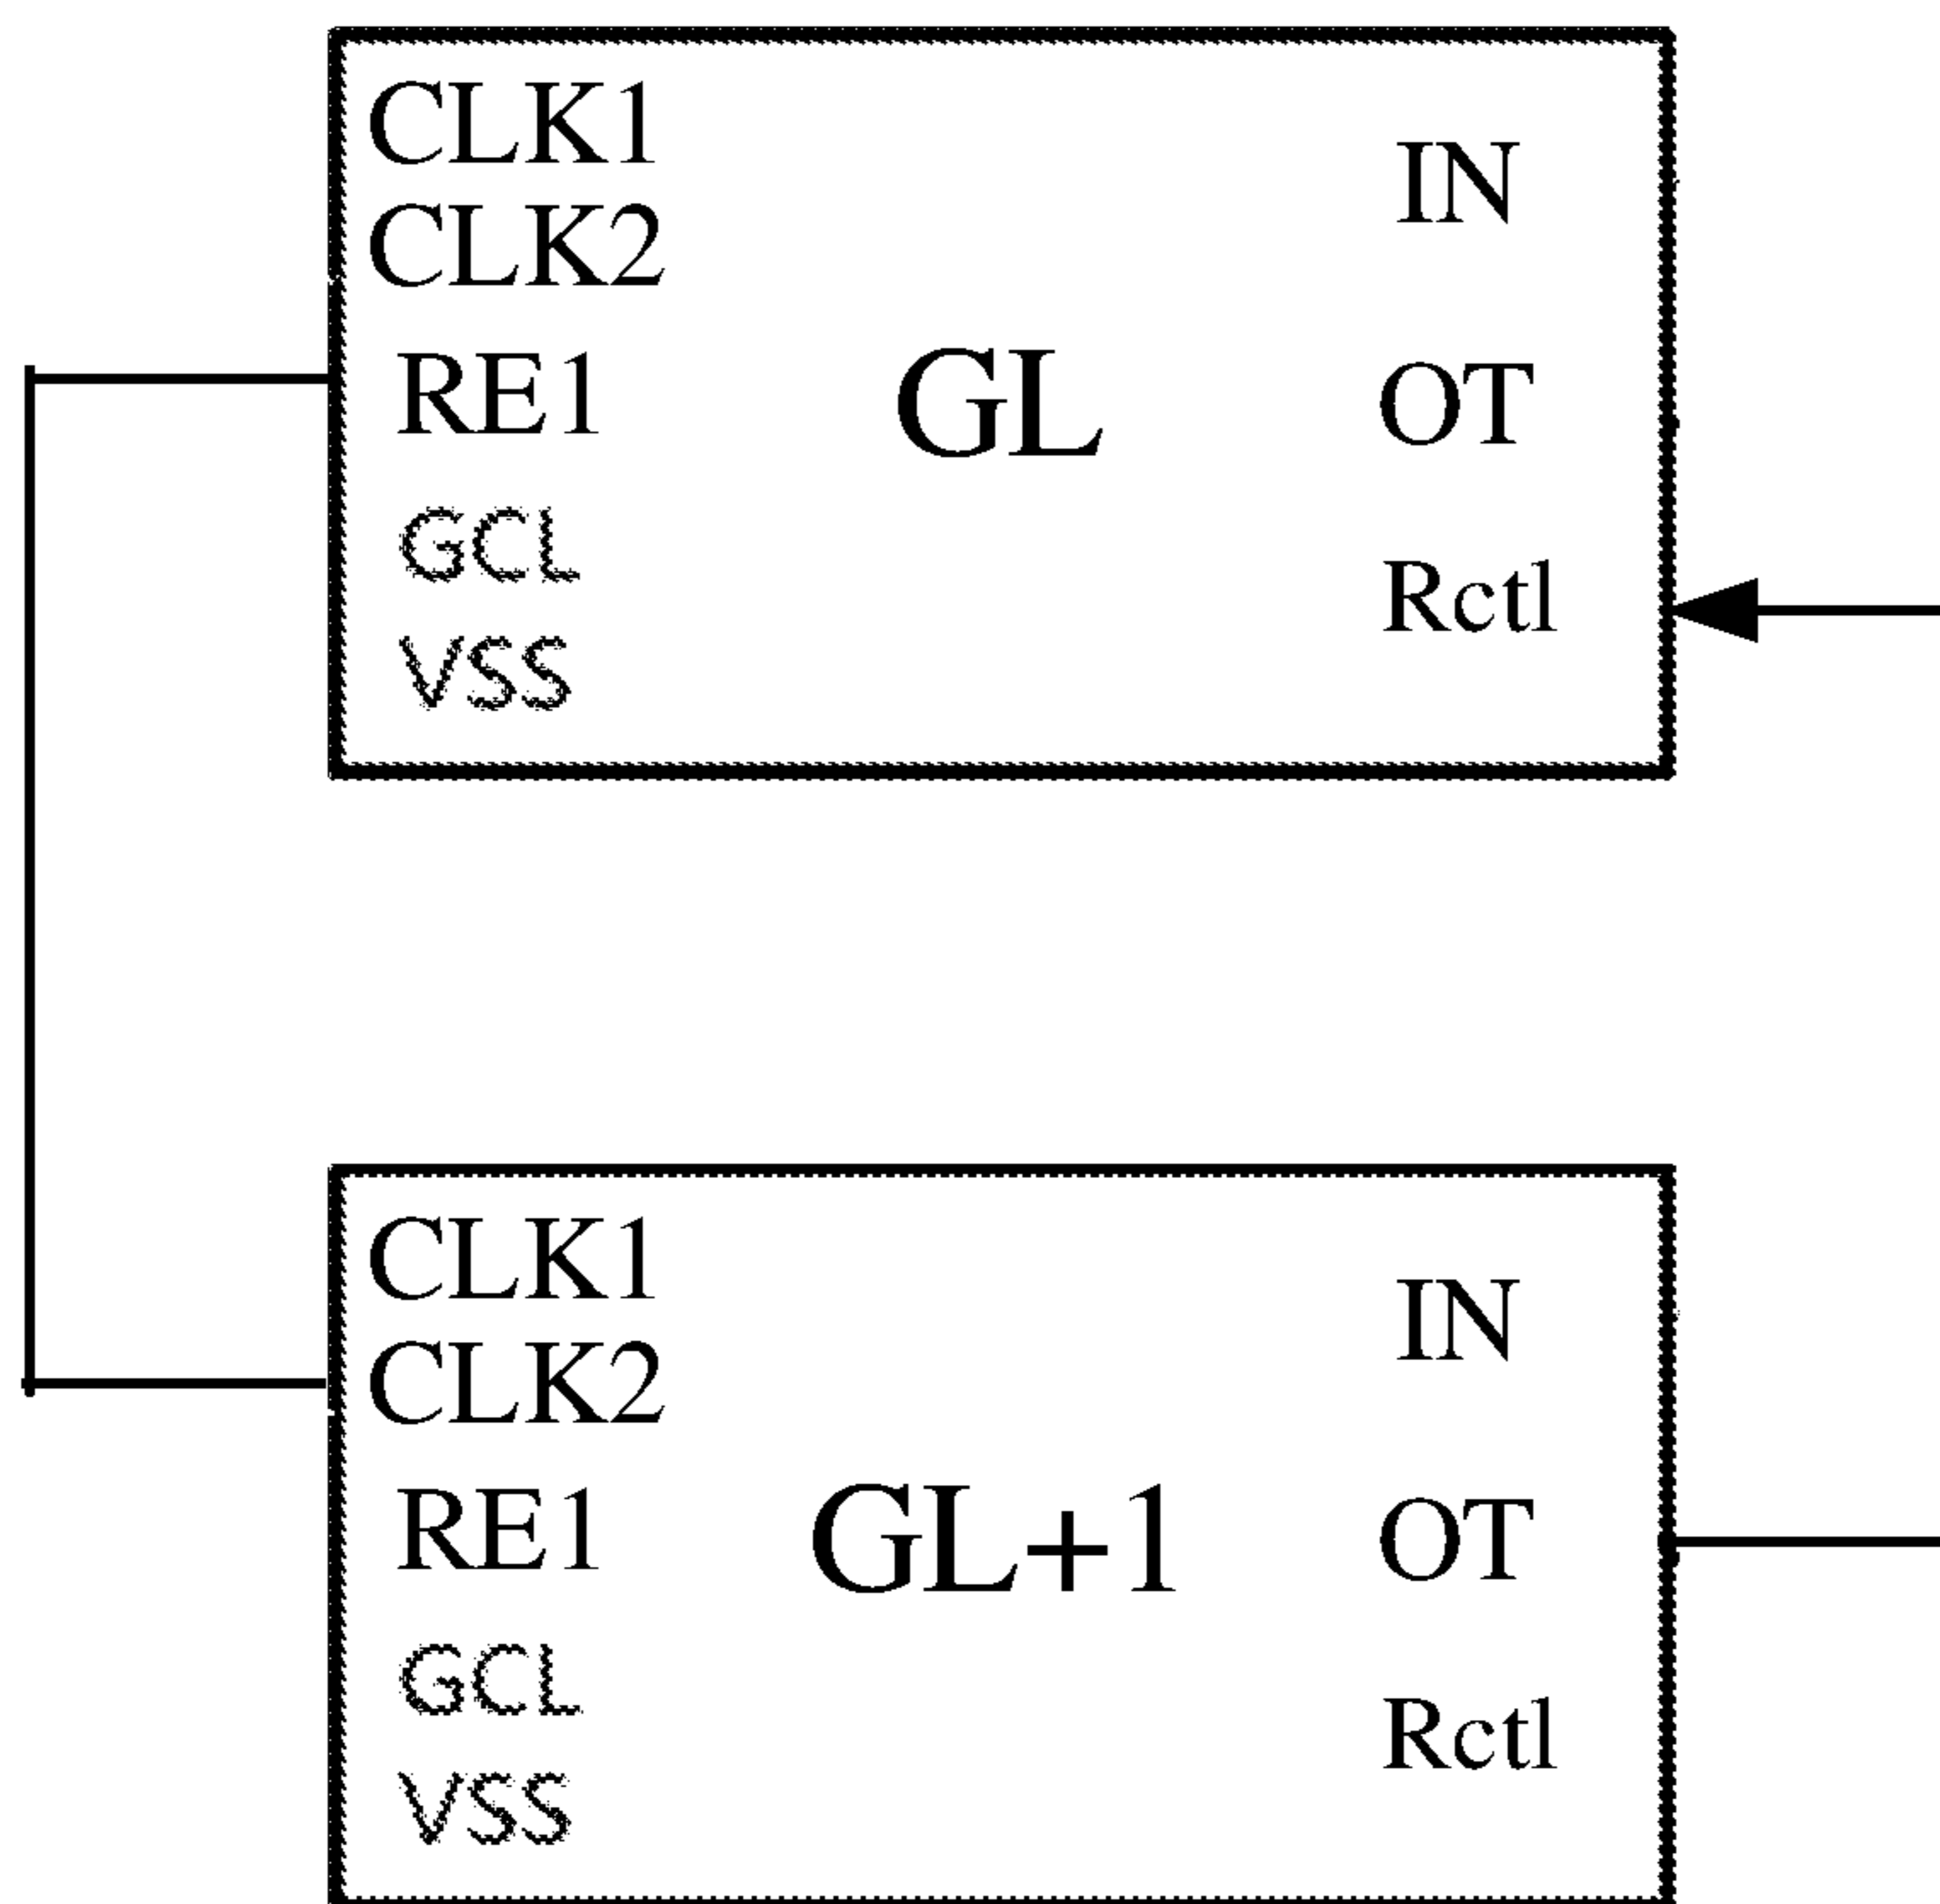 CLK1
IN
CLK2
RE1
GL
OT
GCL
Rctl
VSS
CLK1
IN
CLK2
RE1
GL+1
OT
GCL
Rctl
VSS